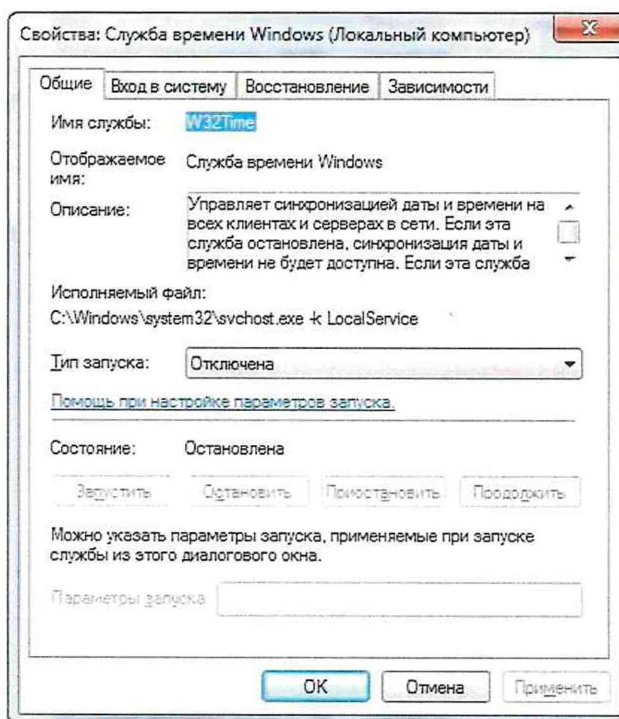 Свойства: Служба времени Windows (Локальный компьютер)
Общие Вход в систему Восстановление Зависимости
Имя службы: W32Time
Отображаемое имя: Служба времени Windows
Описание: Управляет синхронизацией даты и времени на
всех клиентах и серверах в сети. Если эта
служба остановлена, синхронизация даты и
времени не будет доступна. Если эта служба
Исполняемый файл:
C:\Windows\system32\svchost.exe -k LocalService
Тип запуска: Отключена
Помощь при настройке параметров запуска.
Состояние: Остановлена
Запустить Остановить Приостановить Продолжить
Можно указать параметры запуска, применяемые при запуске
службы из этого диалогового окна.
Параметры запуска
OK Отмена Применить